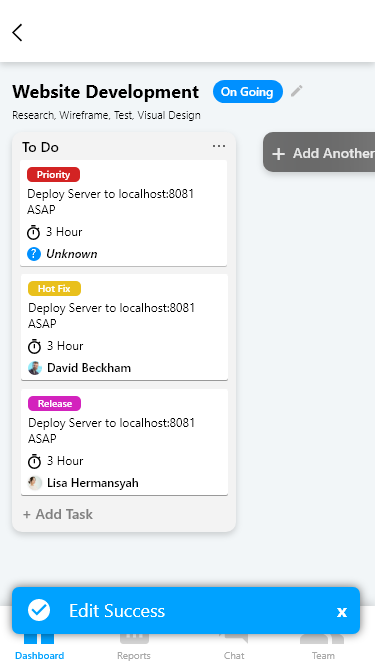 Website Development
On Going
Research, Wireframe, Test, Visual Design
To Do
Priority
Deploy Server to localhost:8081
ASAP
3 Hour
? Unknown
Hot Fix
Deploy Server to localhost:8081
ASAP
3 Hour
David Beckham
Release
Deploy Server to localhost:8081
ASAP
3 Hour
Lisa Hermansyah
+ Add Task
+ Add Another
Edit Success
x
Dashboard
Reports
Chat
Team